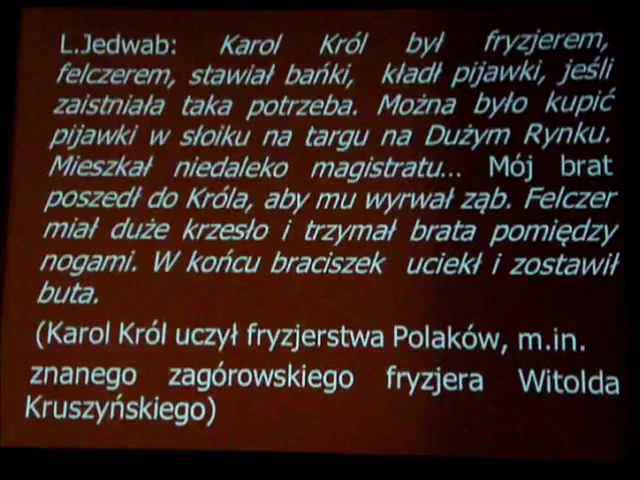 L.Jedwab: Karol Król był fryzjerem,
felczerem, stawiał bańki, kładł pijawki, jeśli
zaistniała taka potrzeba. Można było kupić
pijawki w słoiku na targu na Dużym Rynku.
Mieszkał niedaleko magistratu... Mój brat
poszedł do Króla, aby mu wyrwał ząb. Felczer
miał duże krzesło i trzymał brata pomiędzy
nogami. W końcu braciszek uciekł i zostawił
buta.
(Karol Król uczył fryzjerstwa Polaków, m.in.
znanego zagórowskiego fryzjera Witolda
Kruszyńskiego)